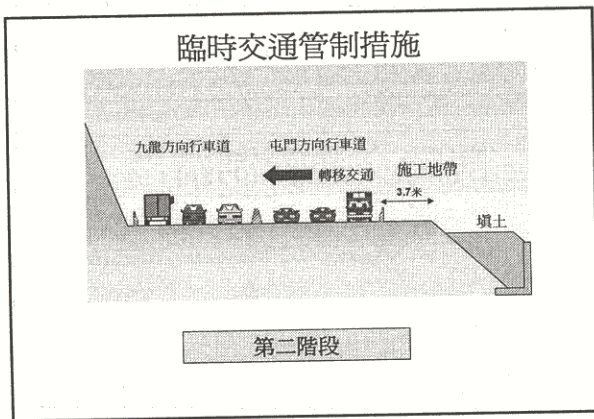 臨時交通管制措施
九龍方向行車道
屯門方向行車道
轉移交通
施工地帶
3.7米
填土
第二階段